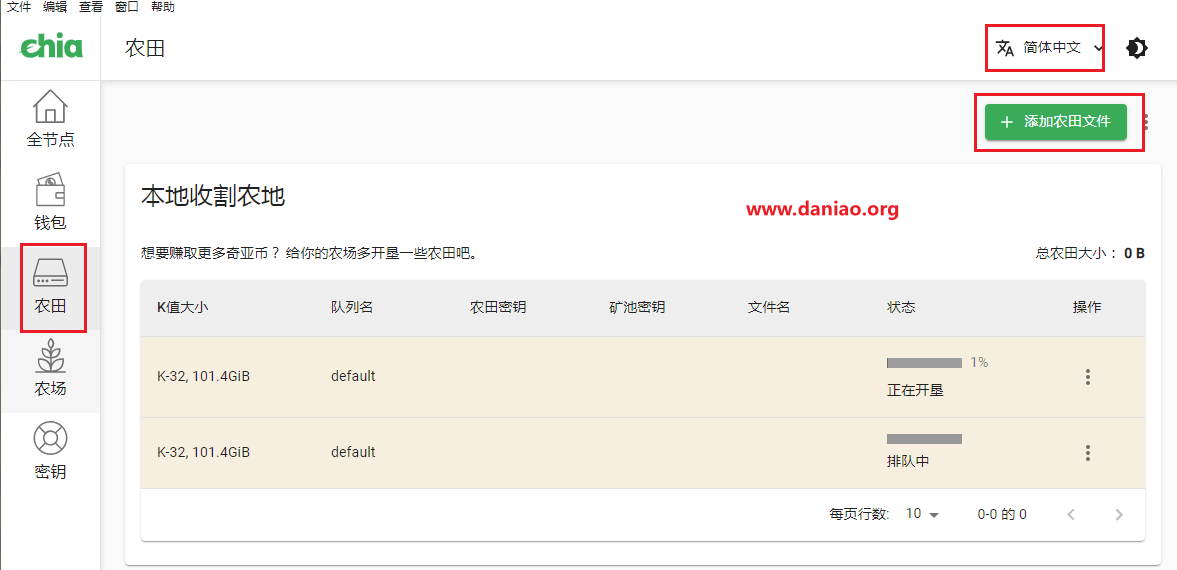 文件 编辑 查看 窗口 帮助
chia
农田
简体中文
全节点
钱包
农田
农场
密钥
+ 添加农田文件
本地收割农地
www.daniao.org
想要赚取更多奇亚币？ 给你的农场多开垦一些农田吧。
总农田大小： 0 B
K值大小 队列名 农田密钥 矿池密钥 文件名 状态 操作
K-32, 101.4GiB default 1%
正在开垦
K-32, 101.4GiB default
排队中
每页行数: 10 0-0 的 0